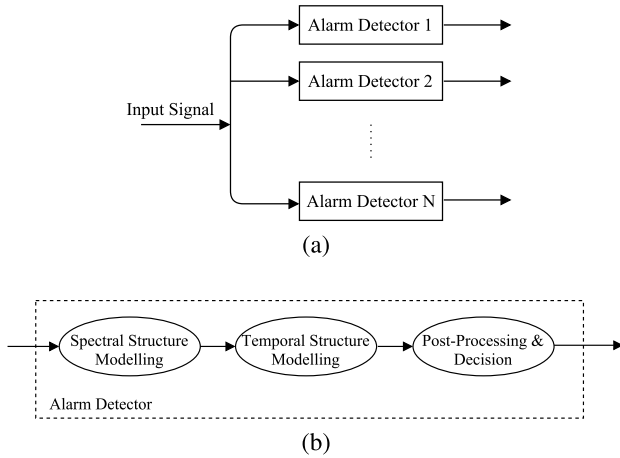 Alarm Detector 1
Alarm Detector 2
Input Signal
Alarm Detector N
(a)
Spectral Structure
Modelling
Temporal Structure
Modelling
Post-Processing &
Decision
Alarm Detector
(b)